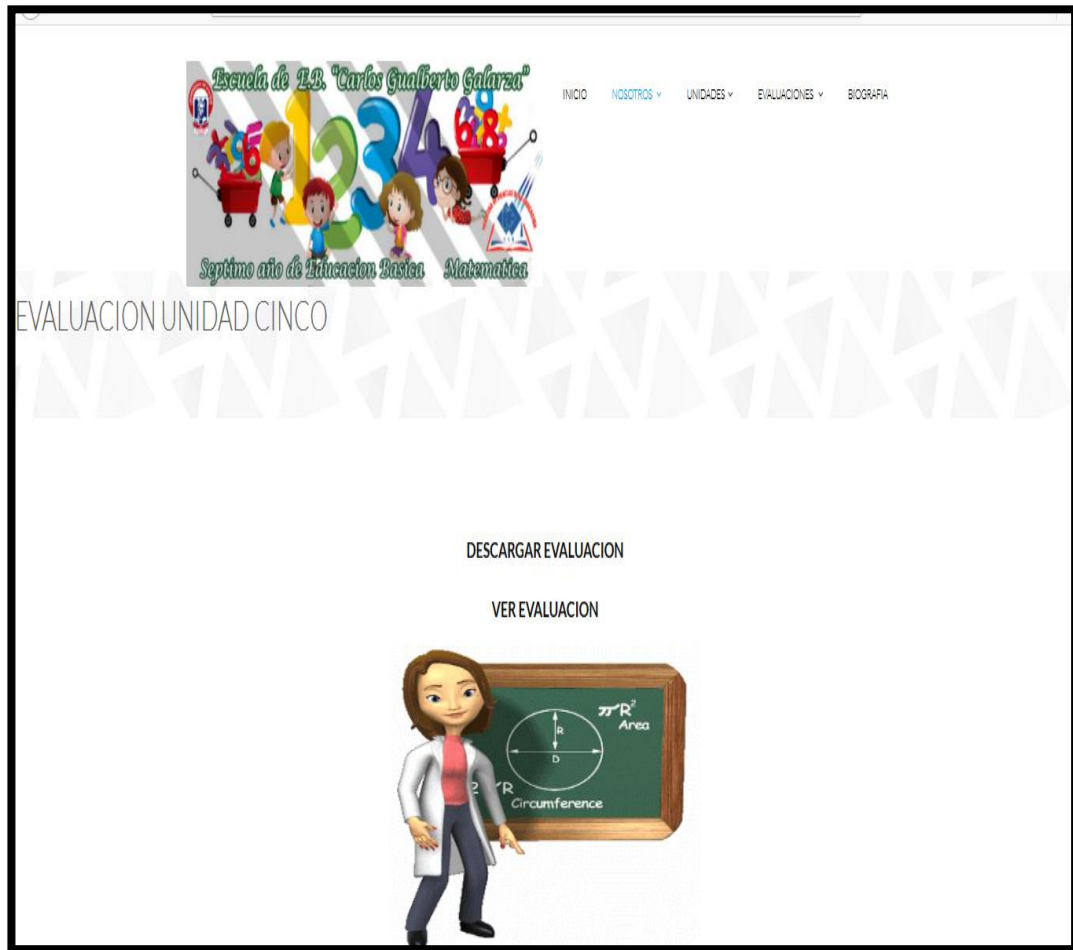 Escuela de E.B. "Carlos Gualberto Galarza"
INICIO NOSOTROS UNIDADES EVALUACIONES BIOGRAFIA
1234
Septimo año de Educacion Basica Matematica
EVALUACION UNIDAD CINCO
DESCARGAR EVALUACION
VER EVALUACION
πR²
Area
R
D
R
Circumference